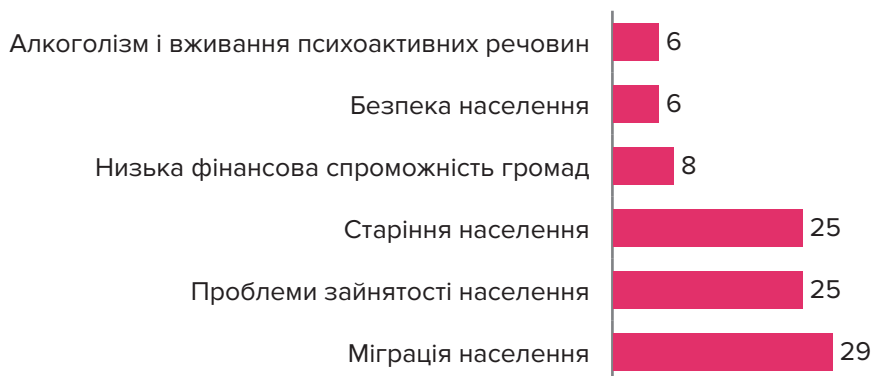 Алкоголізм і вживання психоактивних речовин 6
Безпека населення 6
Низька фінансова спроможність громад 8
Старіння населення 25
Проблеми зайнятості населення 25
Міграція населення 29